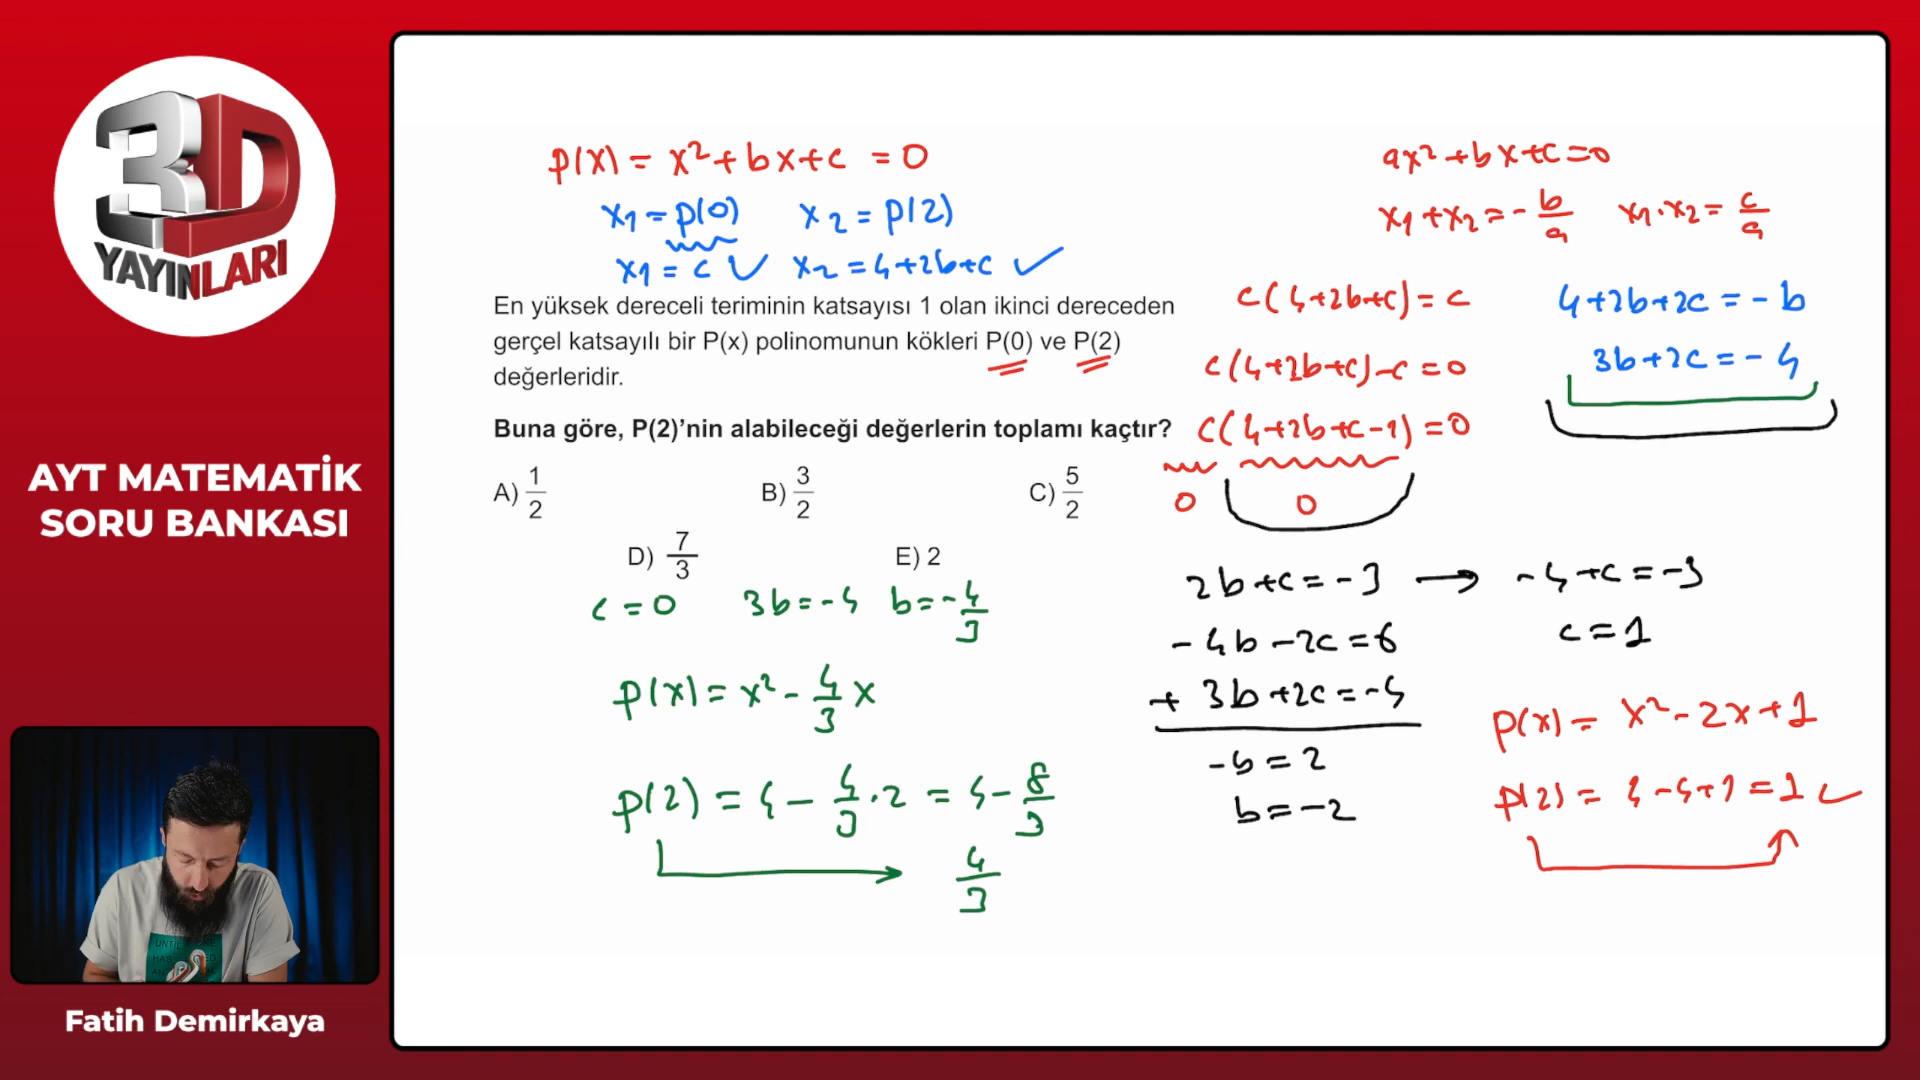 3D
YAYINLARI
AYT MATEMATİK
SORU BANKASI
Fatih Demirkaya
P(x) = x² + bx + c = 0
x₁ = P(0) x₂ = P(2)
x₁ = c ✓ x₂ = 4+2b+c ✓
En yüksek dereceli teriminin katsayısı 1 olan ikinci dereceden
gerçel katsayılı bir P(x) polinomunun kökleri P(0) ve P(2)
değerleridir.
Buna göre, P(2)'nin alabileceği değerlerin toplamı kaçtır?
A) 1/2 B) 3/2 C) 5/2
D) 7/3 E) 2
c = 0 3b = -4 b = -4/3
P(x) = x² - 4/3 x
P(2) = 4 - 4/3 · 2 = 4 - 8/3
4/3
ax² + bx + c = 0
x₁ + x₂ = - b/a x₁ · x₂ = c/a
c(4+2b+c) = c
c(4+2b+c) - c = 0
c(4+2b+c-1) = 0
0 0
4+2b+2c = -b
3b+2c = -4
2b+c = -3 → -4+c = -3
c = 1
-4b-2c = 6
+ 3b+2c = -4
-b = 2
b = -2
P(x) = x² - 2x + 1
P(2) = 4-4+1 = 1 ✓